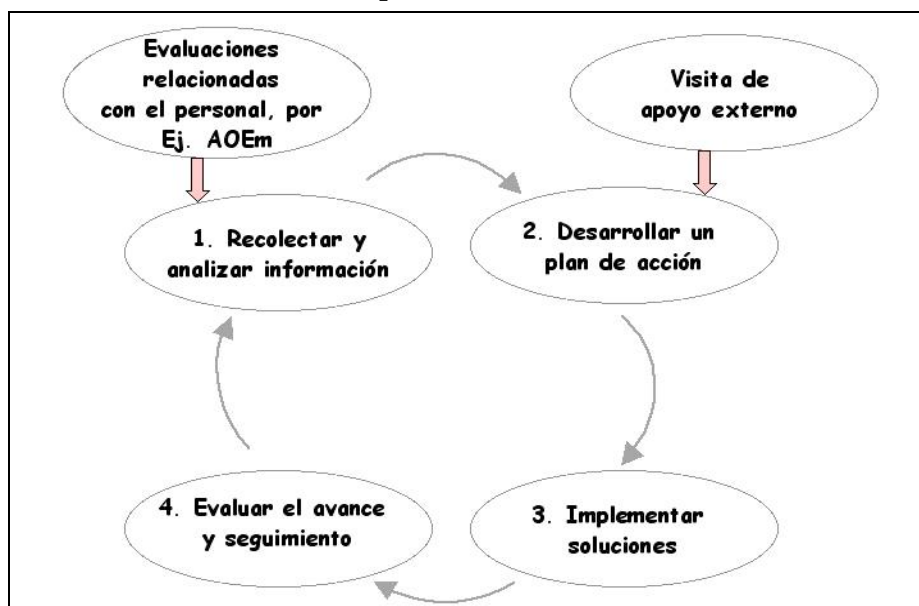 Evaluaciones
relacionadas
con el personal, por
Ej. AOEm
Visita de
apoyo externo
1. Recolectar y
analizar información
2. Desarrollar un
plan de acción
4. Evaluar el avance
y seguimiento
3. Implementar
soluciones